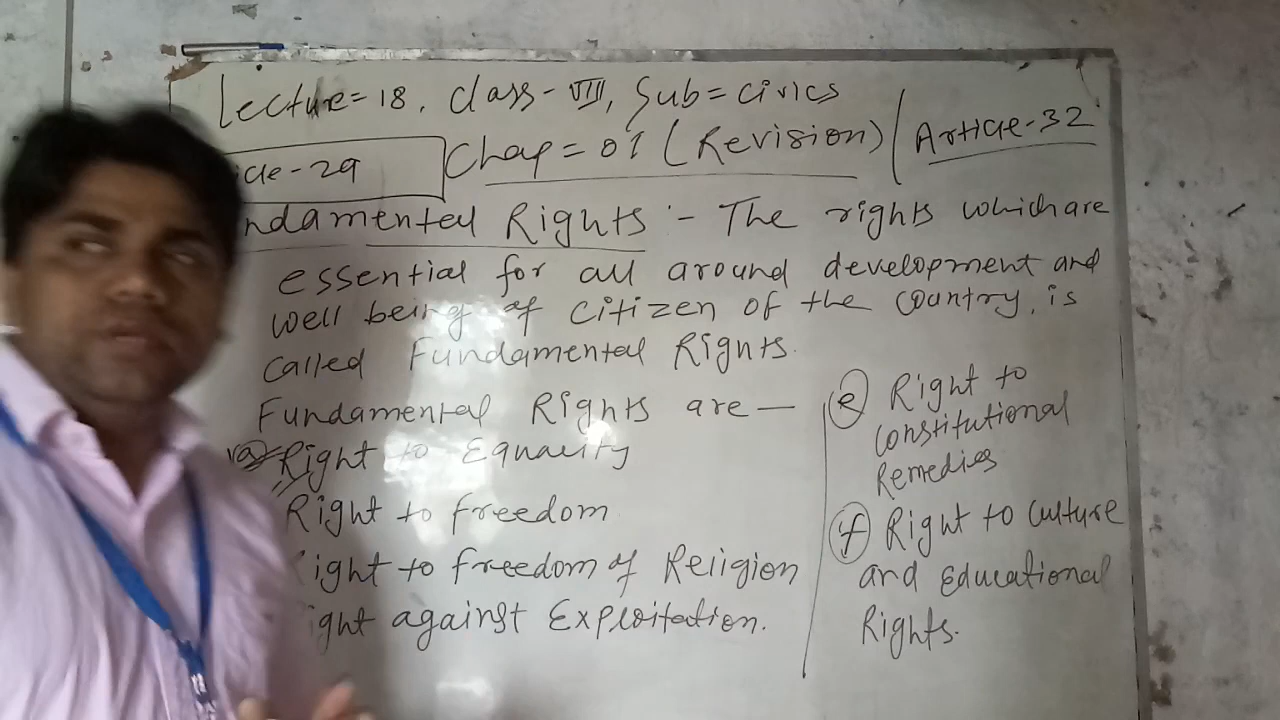 Lecture=18, Class-VIII, Sub=Civics
Chap=01 (Revision)
Article-32
icle-29
ndamental Rights :- The rights which are
essential for all around development and
well being of citizen of the country, is
called Fundamental Rights.
Fundamental Rights are—
(a) Right to Equality
Right to freedom
ight to freedom of Religion
ight against Exploitation.
(e) Right to
constitutional
Remedies
(f) Right to culture
and Educational
Rights.